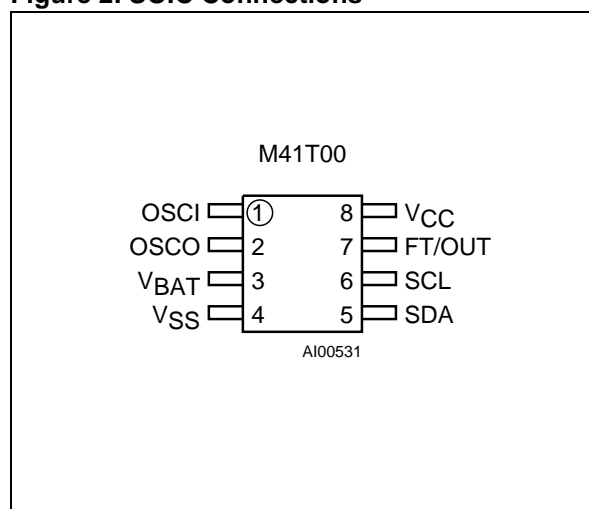 Figure 2. SOIC Connections
M41T00
OSCI 1 8 VCC
OSCO 2 7 FT/OUT
VBAT 3 6 SCL
VSS 4 5 SDA
AI00531